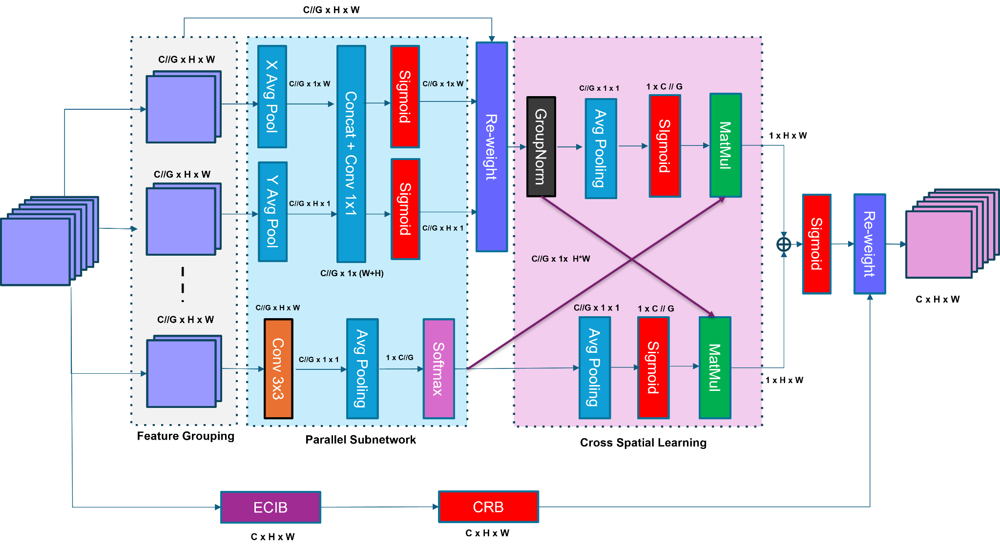 C//G x H x W
C//G x H x W
X Avg Pool
C//G x 1x W
Concat + Conv 1x1
Sigmoid
C//G x 1x W
Re-weight
GroupNorm
C//G x 1 x 1
Avg Pooling
1 x C // G
SIgmoid
MatMul
1 x H x W
C//G x H x W
Y Avg Pool
C//G x H x 1
Sigmoid
C//G x H x 1
C//G x 1x (W+H)
C//G x 1x H*W
Sigmoid
Re-weight
C x H x W
C//G x H x W
C//G x H x W
Conv 3x3
C//G x 1 x 1
Avg Pooling
1 x C//G
Softmax
C//G x 1 x 1
Avg Pooling
1 x C // G
Sigmoid
MatMul
1 x H x W
Feature Grouping
Parallel Subnetwork
Cross Spatial Learning
ECIB
C x H x W
CRB
C x H x W